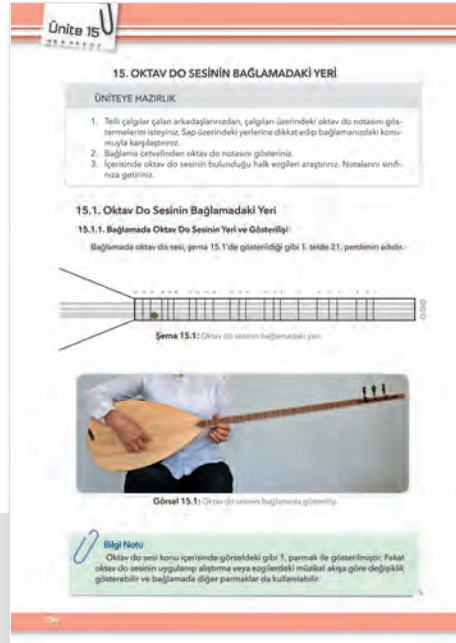 Ünite 15
15. OKTAV DO SESİNİN BAĞLAMADAKİ YERİ
ÜNİTEYE HAZIRLIK
1. Telli çalgılar çalan arkadaşlarınızdan, çalgıları üzerindeki oktav do notasını gös-
termelerini isteyiniz. Sap üzerindeki yerlerine dikkat edip bağlamanızdaki konu-
muyla karşılaştırınız.
2. Bağlama cetvelinden oktav do notasını gösteriniz.
3. İçerisinde oktav do sesinin bulunduğu halk ezgileri araştırınız. Notalarını sınıfı-
nıza getiriniz.
15.1. Oktav Do Sesinin Bağlamadaki Yeri
15.1.1. Bağlamada Oktav Do Sesinin Yeri ve Gösterilişi
Bağlamada oktav do sesi, şema 15.1'de gösterildiği gibi 1. telde 21. perdenin adıdır.
Şema 15.1: Oktav do sesinin bağlamadaki yeri
Görsel 15.1: Oktav do sesinin bağlamada gösterilişi
Bilgi Notu
Oktav do sesi konu içerisinde görseldeki gibi 1. parmak ile gösterilmiştir. Fakat
oktav do sesinin uygulanışı alıştırma veya ezgilerdeki müzikal akışa göre değişiklik
gösterebilir ve bağlamada diğer parmaklar da kullanılabilir.